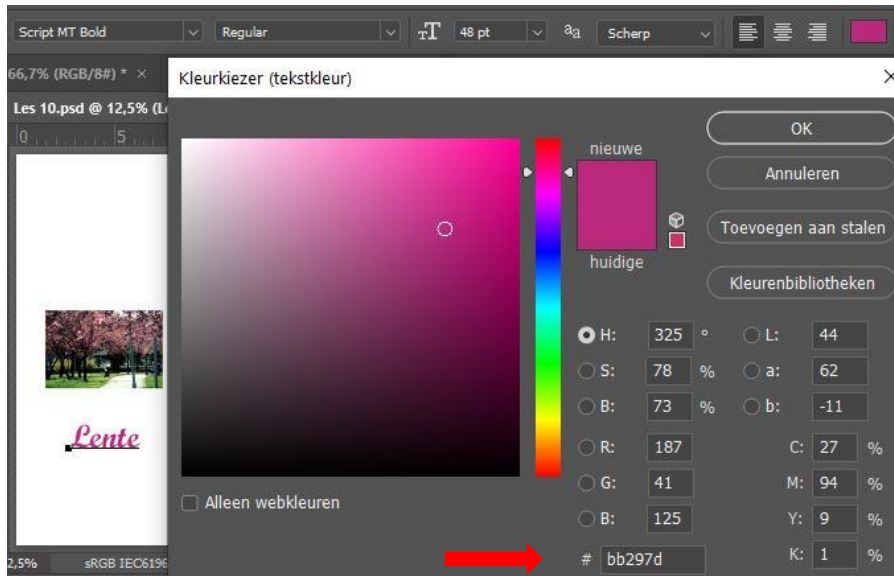 Script MT Bold Regular 48 pt Scherp
66,7% (RGB/8#) * ×
Kleurkiezer (tekstkleur)
Les 10.psd @ 12,5% (L
0 5
nieuwe
huidige
OK
Annuleren
Toevoegen aan stalen
Kleurenbibliotheken
H: 325 ° L: 44
S: 78 % a: 62
B: 73 % b: -11
R: 187 C: 27 %
G: 41 M: 94 %
B: 125 Y: 9 %
# bb297d K: 1 %
Alleen webkleuren
Lente
2,5% sRGB IEC6196